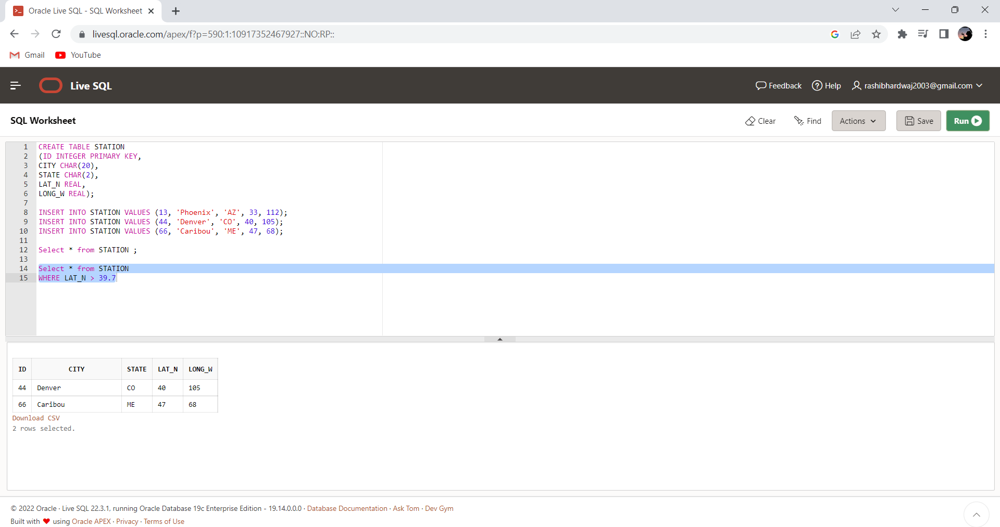 Oracle Live SQL - SQL Worksheet
livesql.oracle.com/apex/f?p=590:1:10917352467927::NO:RP::
Gmail YouTube
Live SQL Feedback Help rashibhardwaj2003@gmail.com
SQL Worksheet Clear Find Actions Save Run
1 CREATE TABLE STATION
2 (ID INTEGER PRIMARY KEY,
3 CITY CHAR(20),
4 STATE CHAR(2),
5 LAT_N REAL,
6 LONG_W REAL);
7
8 INSERT INTO STATION VALUES (13, 'Phoenix', 'AZ', 33, 112);
9 INSERT INTO STATION VALUES (44, 'Denver', 'CO', 40, 105);
10 INSERT INTO STATION VALUES (66, 'Caribou', 'ME', 47, 68);
11
12 Select * from STATION ;
13
14 Select * from STATION
15 WHERE LAT_N > 39.7
ID CITY STATE LAT_N LONG_W
44 Denver CO 40 105
66 Caribou ME 47 68
Download CSV
2 rows selected.
© 2022 Oracle · Live SQL 22.3.1, running Oracle Database 19c Enterprise Edition - 19.14.0.0.0 · Database Documentation · Ask Tom · Dev Gym
Built with ❤ using Oracle APEX · Privacy · Terms of Use